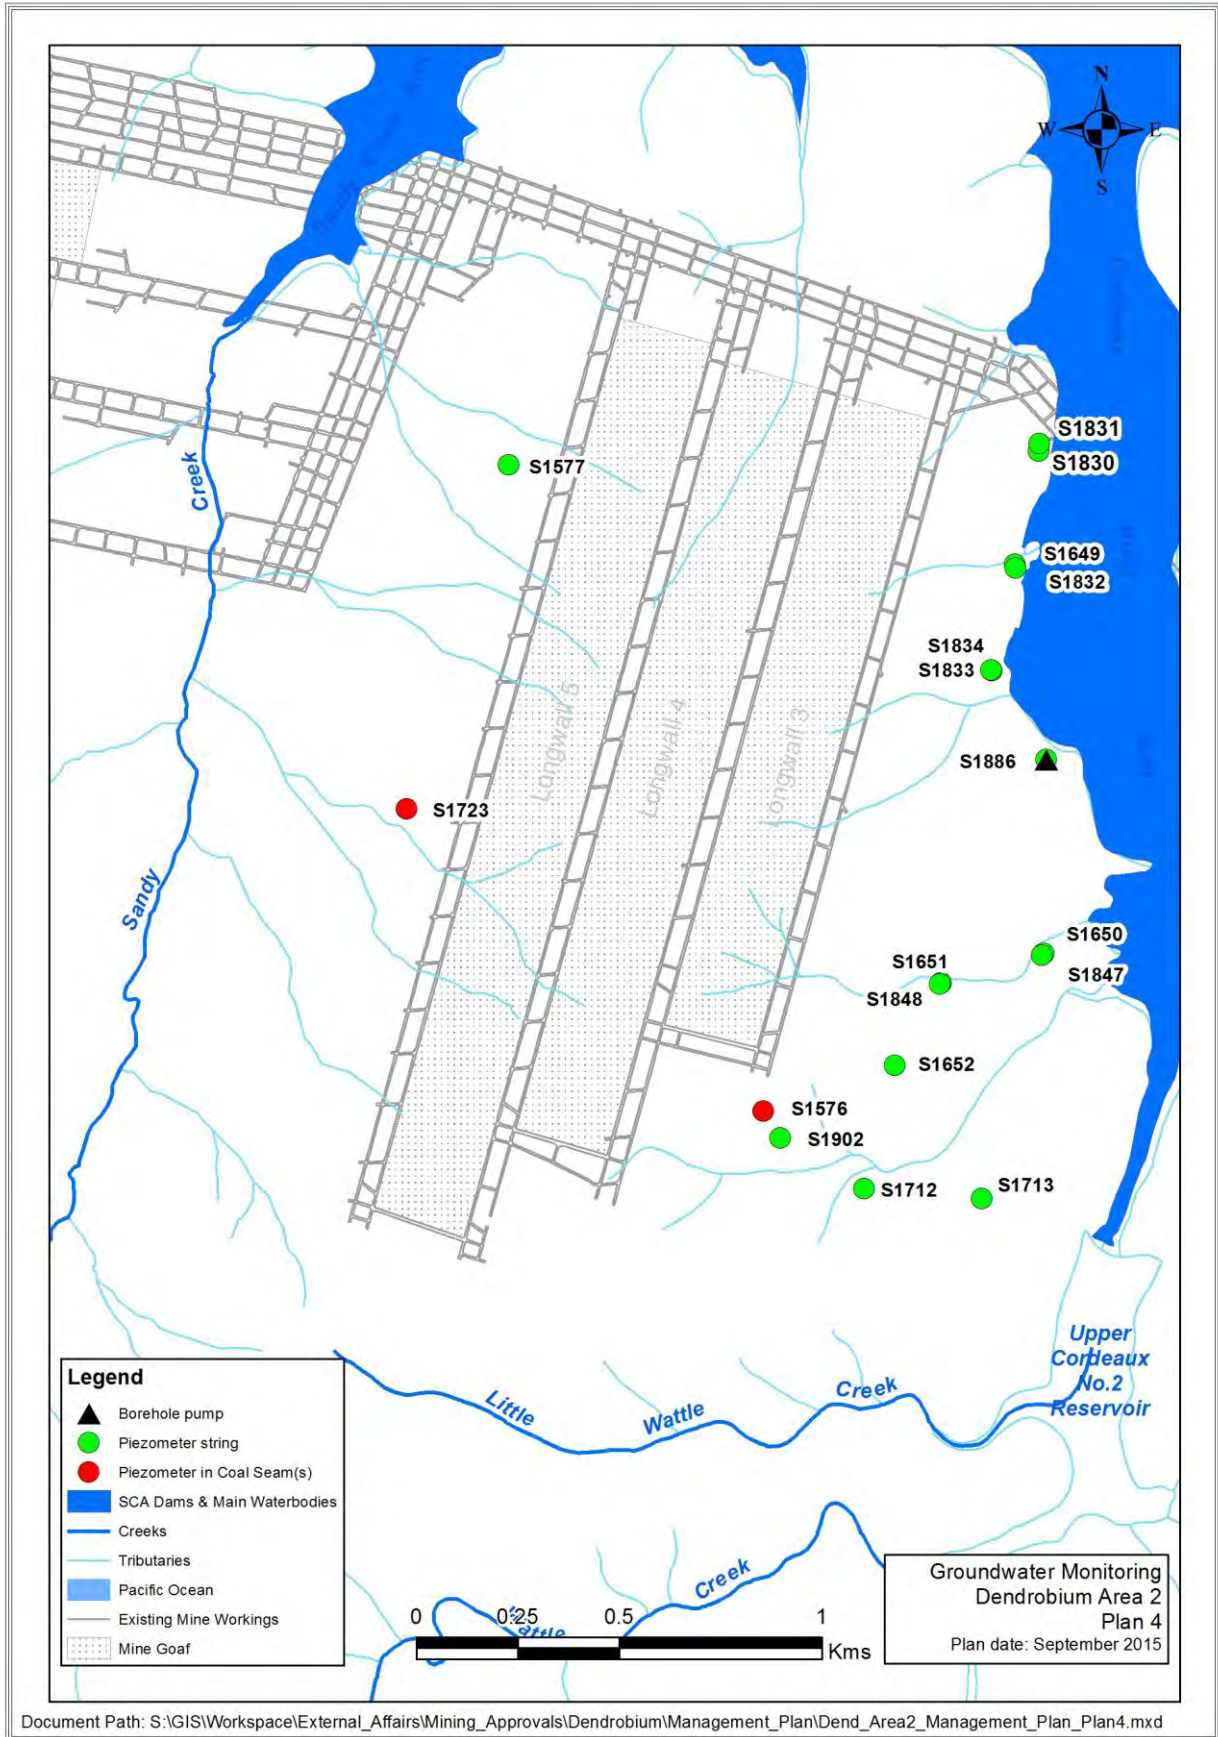 N
W
E
S
S1831
S1830
S1577
S1649
S1832
S1834
S1833
S1886
Creek
Longwall 5
Longwall 4
Longwall 3
S1723
Sandy
S1650
S1651
S1847
S1848
S1652
S1576
S1902
S1712
S1713
Upper
Cordeaux
No.2
Reservoir
Little
Wattle
Creek
Creek
Wattle
Legend
Borehole pump
Piezometer string
Piezometer in Coal Seam(s)
SCA Dams & Main Waterbodies
Creeks
Tributaries
Pacific Ocean
Existing Mine Workings
Mine Goaf
0
0.25
0.5
1
Kms
Groundwater Monitoring
Dendrobium Area 2
Plan 4
Plan date: September 2015
Document Path: S:\GIS\Workspace\External_Affairs\Mining_Approvals\Dendrobium\Management_Plan\Dend_Area2_Management_Plan_Plan4.mxd